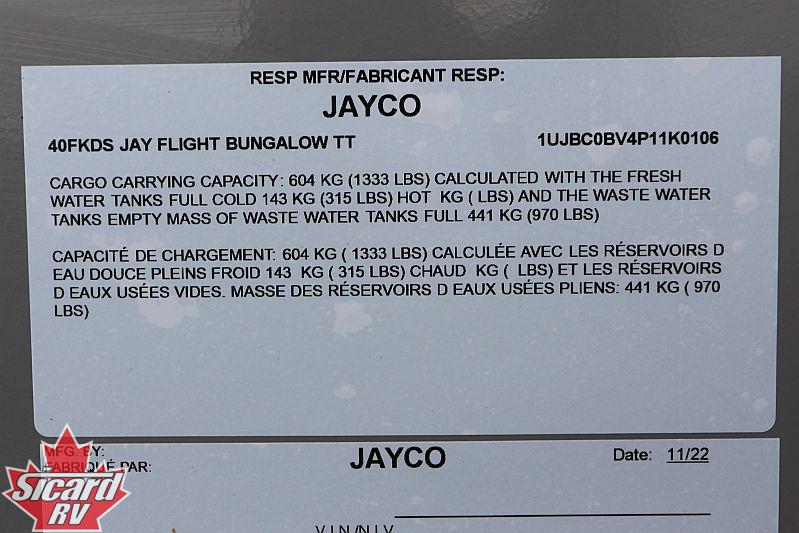 RESP MFR/FABRICANT RESP:
JAYCO
40FKDS JAY FLIGHT BUNGALOW TT 1UJBC0BV4P11K0106
CARGO CARRYING CAPACITY: 604 KG (1333 LBS) CALCULATED WITH THE FRESH
WATER TANKS FULL COLD 143 KG (315 LBS) HOT KG ( LBS) AND THE WASTE WATER
TANKS EMPTY MASS OF WASTE WATER TANKS FULL 441 KG (970 LBS)
CAPACITÉ DE CHARGEMENT: 604 KG ( 1333 LBS) CALCULÉE AVEC LES RÉSERVOIRS D
EAU DOUCE PLEINS FROID 143 KG ( 315 LBS) CHAUD KG ( LBS) ET LES RÉSERVOIRS
D EAUX USÉES VIDES. MASSE DES RÉSERVOIRS D EAUX USÉES PLIENS: 441 KG ( 970
LBS)
MFG. BY:
FABRIQUÉ PAR:
JAYCO
Date: 11/22
V.I.N./N.I.V.
Sicard
RV